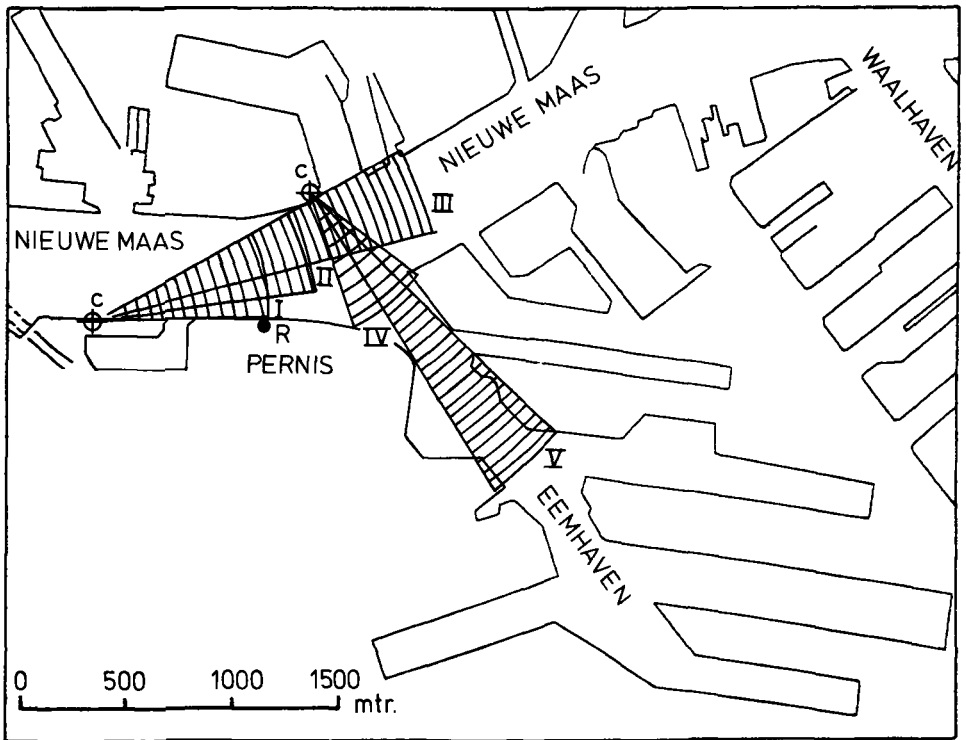 WAALHAVEN
NIEUWE MAAS
C
III
NIEUWE MAAS
II
C
I
R
IV
PERNIS
V
EEMHAVEN
0 500 1000 1500
mtr.